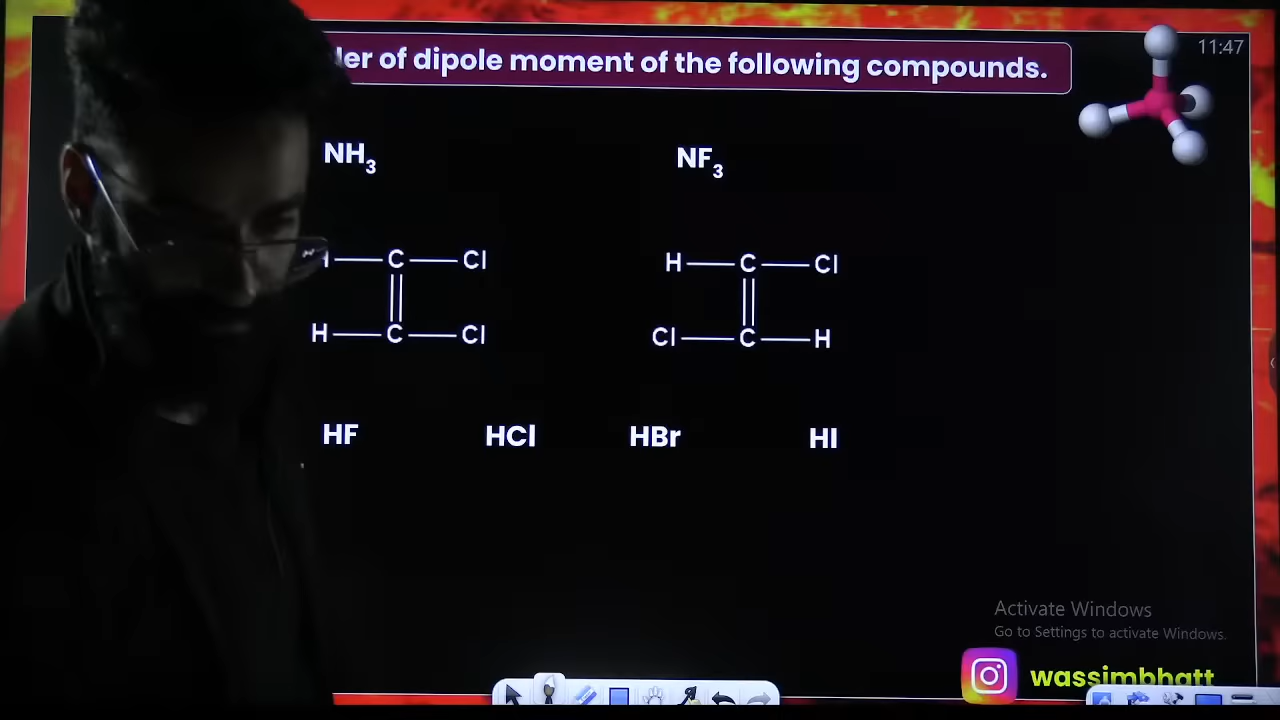 of dipole moment of the following compounds.
11:47
NH3
NF3
C Cl
H C Cl
H C Cl
Cl C H
HF HCl HBr HI
Activate Windows
Go to Settings to activate Windows.
wassimbhatt